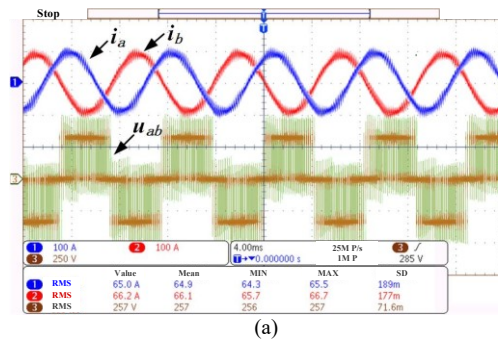 Stop
T
T
i_a
i_b
1
u_ab
3
1 100 A 2 100 A 4.00ms 25M P/s 3 ∫
3 250 V T→▼0.000000 s 1M P 285 V
Value Mean MIN MAX SD
1 RMS 65.0 A 64.9 64.3 65.5 189m
2 RMS 66.2 A 66.1 65.7 66.7 177m
3 RMS 257 V 257 256 257 71.6m
(a)